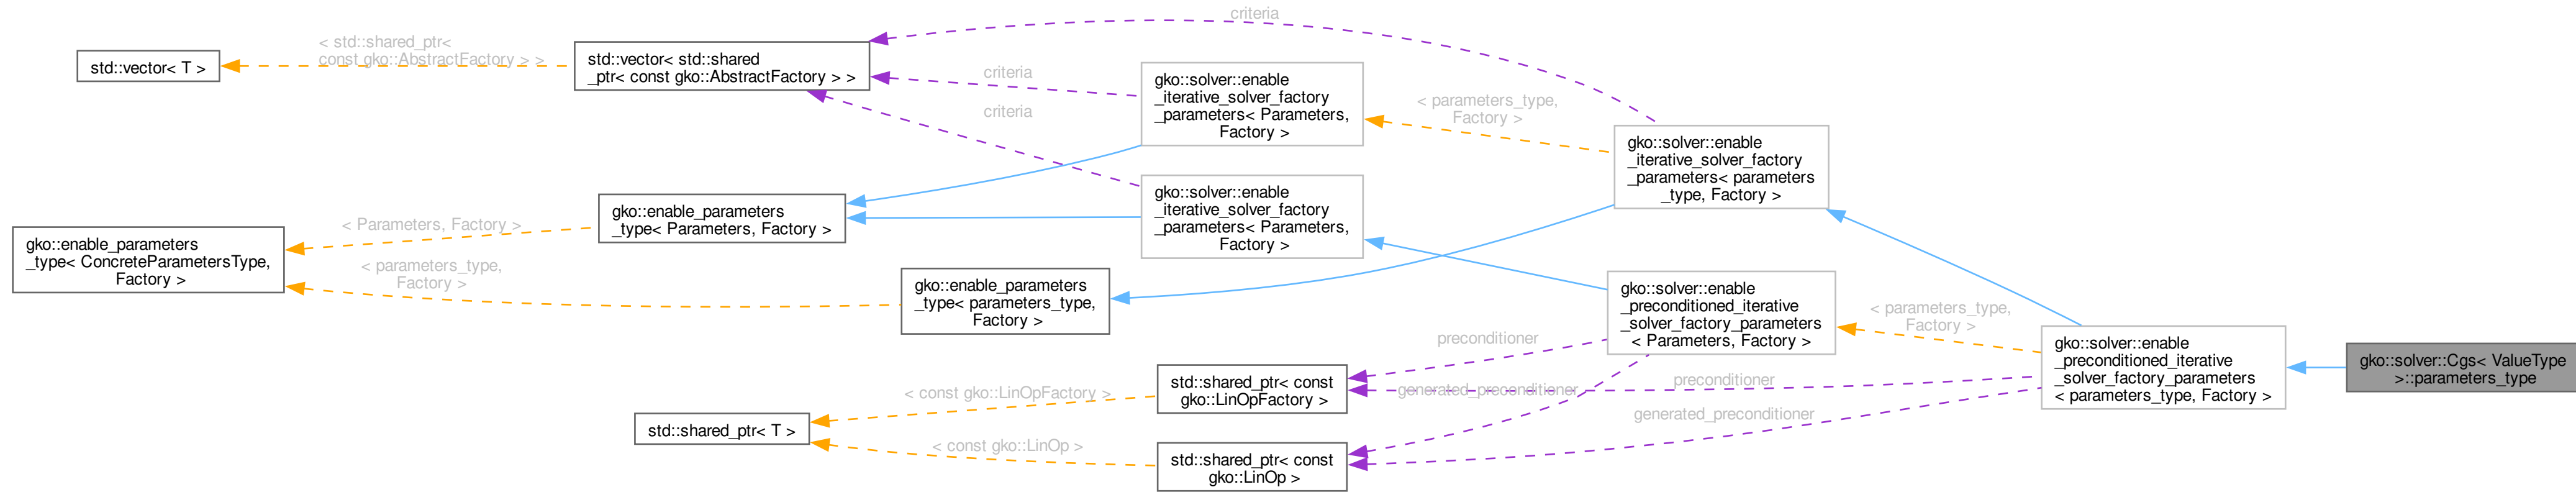 criteria
< std::shared_ptr<
const gko::AbstractFactory > >
std::vector< T >
std::vector< std::shared
_ptr< const gko::AbstractFactory > >
criteria
criteria
gko::solver::enable
_iterative_solver_factory
_parameters< Parameters,
Factory >
< parameters_type,
Factory >
gko::solver::enable
_iterative_solver_factory
_parameters< parameters
_type, Factory >
gko::solver::enable
_iterative_solver_factory
_parameters< Parameters,
Factory >
gko::enable_parameters
_type< Parameters, Factory >
< Parameters, Factory >
gko::enable_parameters
_type< ConcreteParametersType,
Factory >
< parameters_type,
Factory >
gko::enable_parameters
_type< parameters_type,
Factory >
gko::solver::enable
_preconditioned_iterative
_solver_factory_parameters
< Parameters, Factory >
< parameters_type,
Factory >
gko::solver::enable
_preconditioned_iterative
_solver_factory_parameters
< parameters_type, Factory >
gko::solver::Cgs< ValueType
>::parameters_type
preconditioner
preconditioner
generated_preconditioner
generated_preconditioner
std::shared_ptr< const
gko::LinOpFactory >
< const gko::LinOpFactory >
std::shared_ptr< T >
< const gko::LinOp >
std::shared_ptr< const
gko::LinOp >